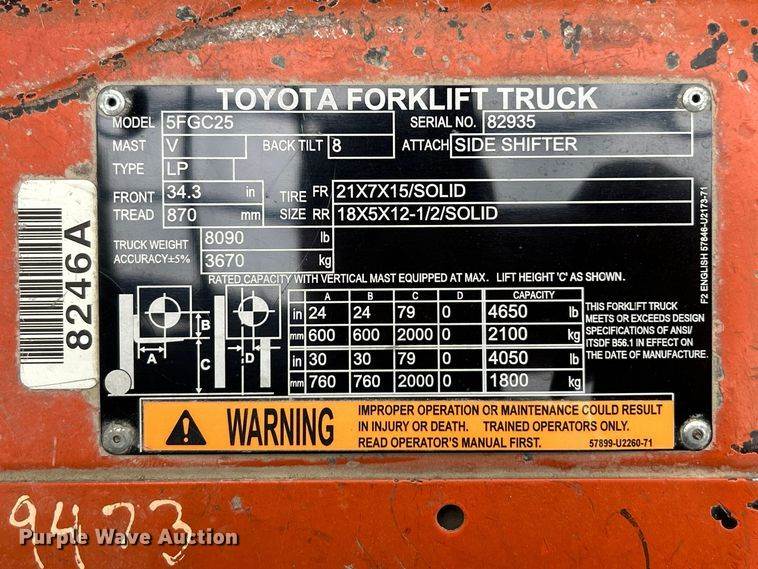 TOYOTA FORKLIFT TRUCK
MODEL 5FGC25 SERIAL NO. 82935
MAST V BACK TILT 8 ATTACH SIDE SHIFTER
TYPE LP
FRONT 34.3 in TIRE FR 21X7X15/SOLID
TREAD 870 mm SIZE RR 18X5X12-1/2/SOLID
TRUCK WEIGHT 8090 lb
ACCURACY±5% 3670 kg
RATED CAPACITY WITH VERTICAL MAST EQUIPPED AT MAX. LIFT HEIGHT 'C' AS SHOWN.
A B C D CAPACITY
in 24 24 79 0 4650 lb
mm 600 600 2000 0 2100 kg
in 30 30 79 0 4050 lb
mm 760 760 2000 0 1800 kg
A B C D
THIS FORKLIFT TRUCK
MEETS OR EXCEEDS DESIGN
SPECIFICATIONS OF ANSI/
ITSDF B56.1 IN EFFECT ON
THE DATE OF MANUFACTURE.
F2 ENGLISH 57846-U2173-71
WARNING
IMPROPER OPERATION OR MAINTENANCE COULD RESULT
IN INJURY OR DEATH. TRAINED OPERATORS ONLY.
READ OPERATOR'S MANUAL FIRST. 57899-U2260-71
8246A
9473
Purple Wave Auction